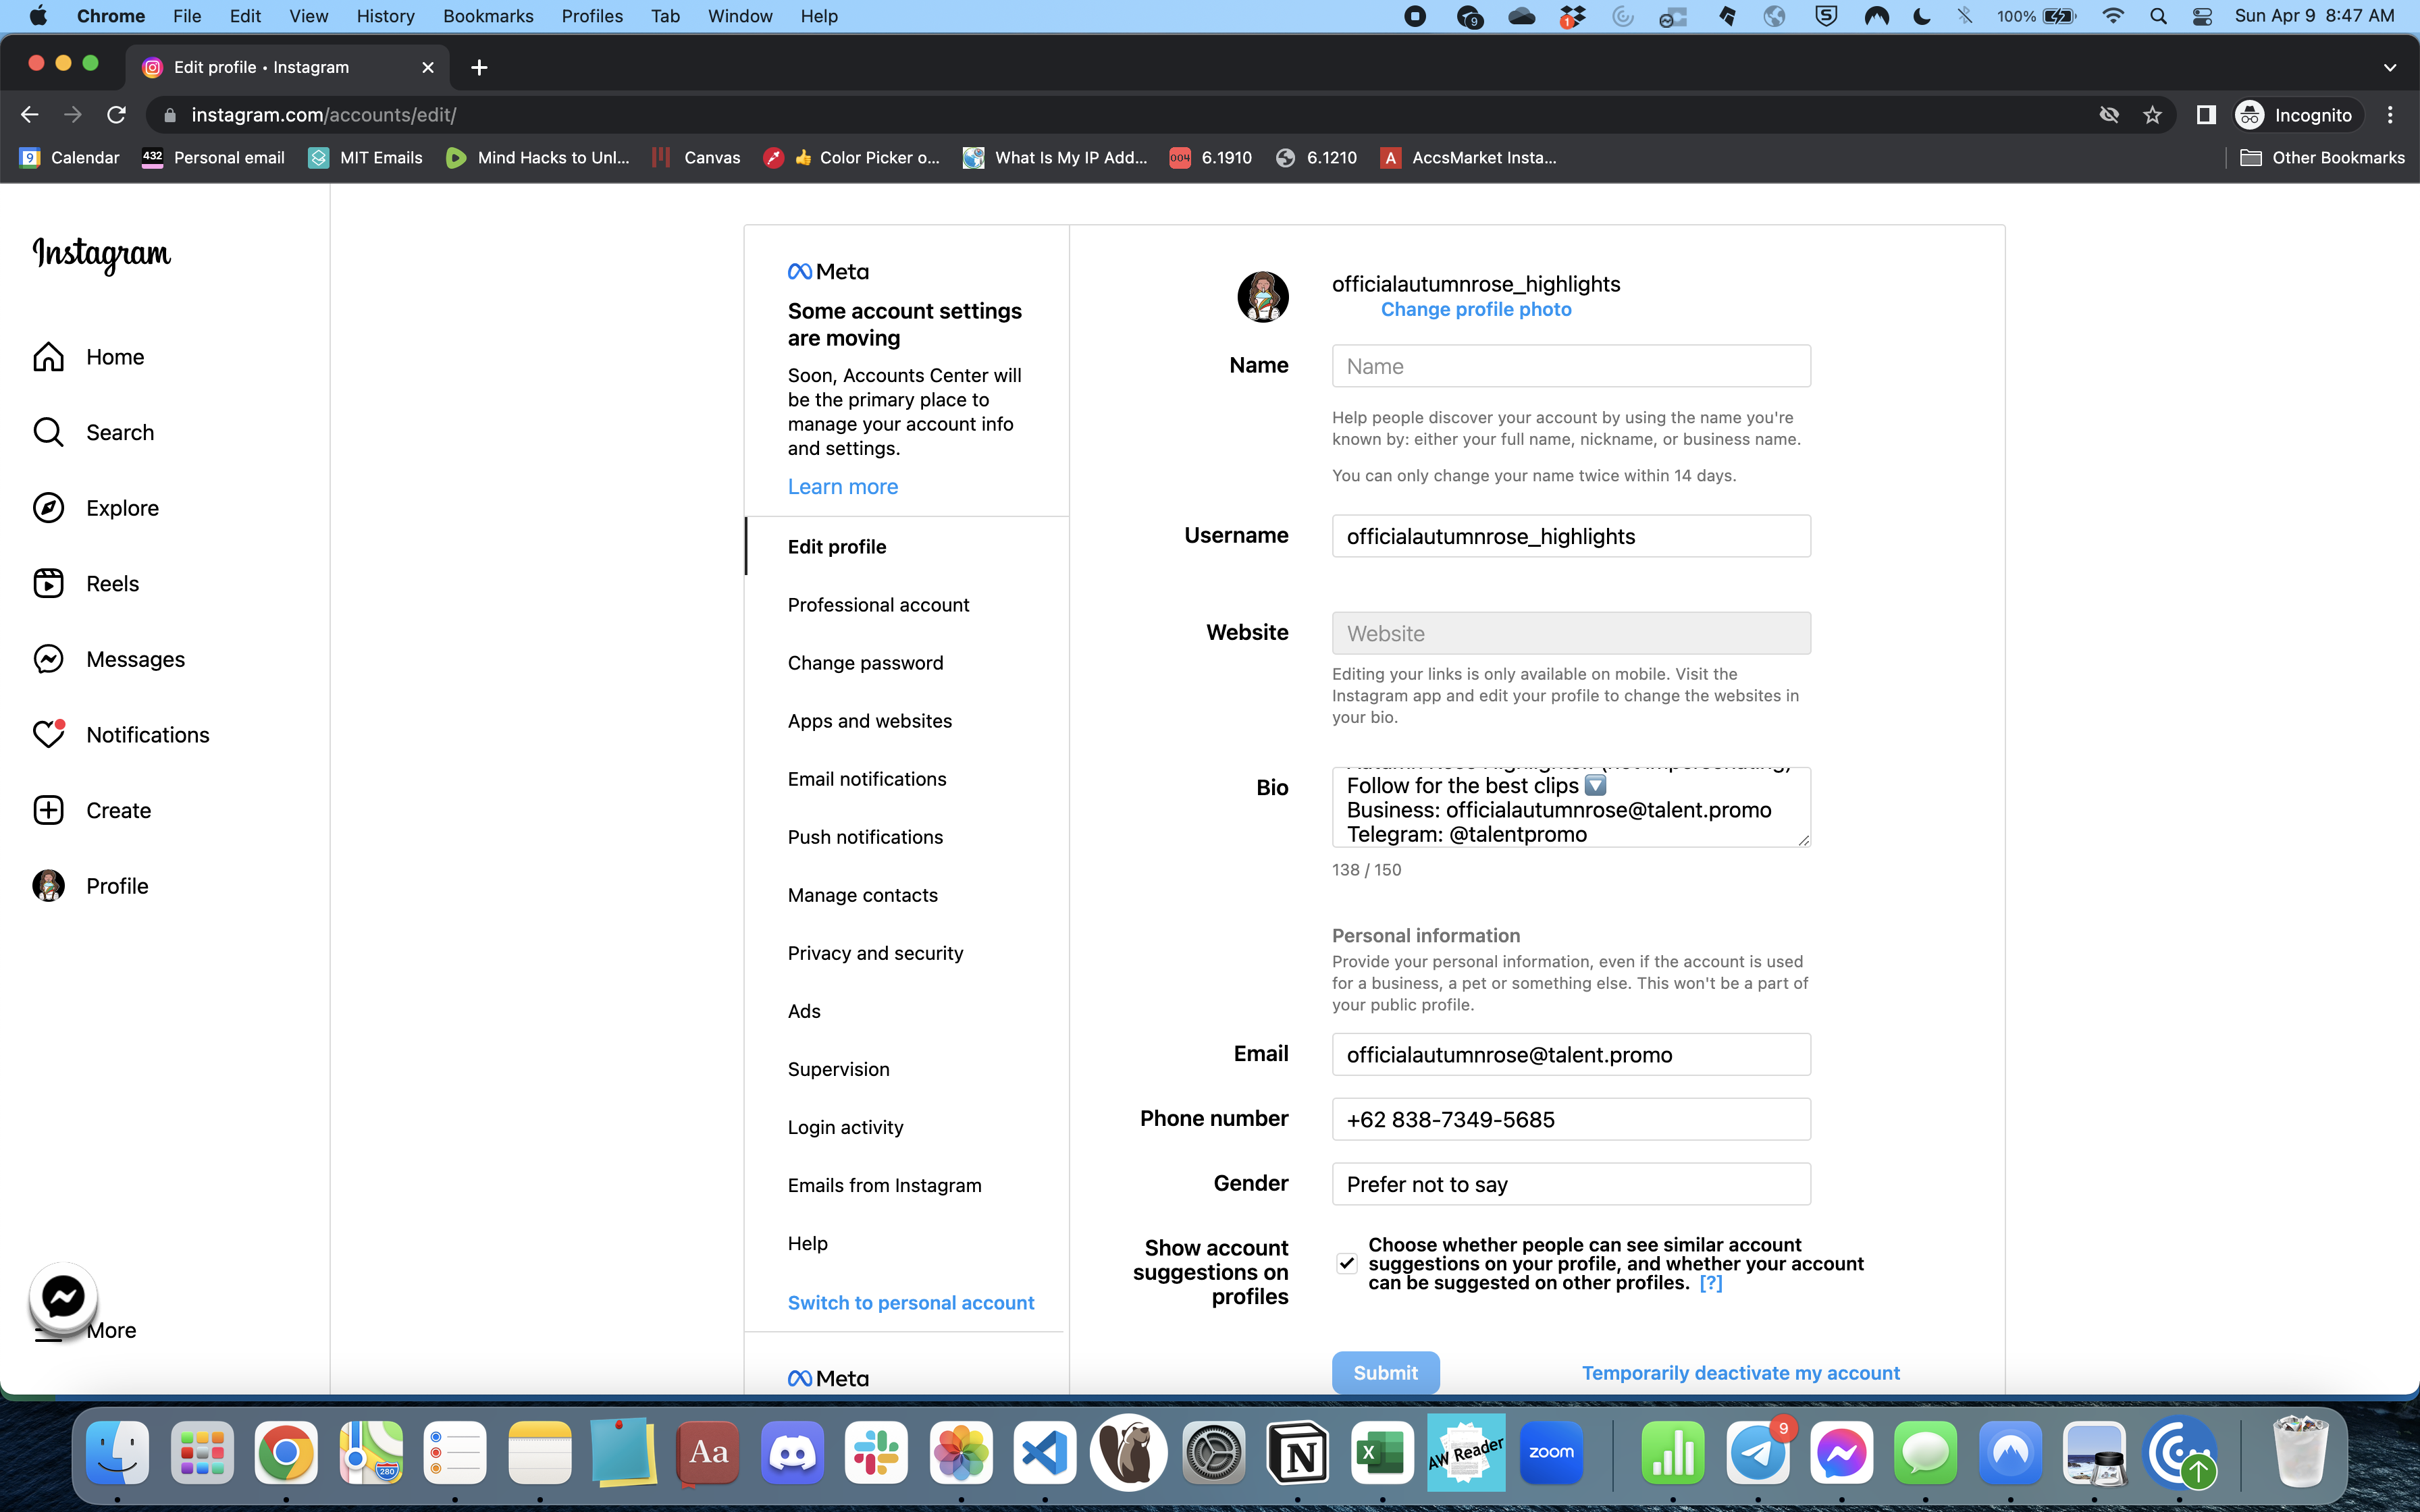 Chrome File Edit View History Bookmarks Profiles Tab Window Help
9 1 100% Sun Apr 9 8:47 AM
Edit profile • Instagram
instagram.com/accounts/edit/
Incognito
9 Calendar 432 Personal email MIT Emails Mind Hacks to Unl... Canvas 👍 Color Picker o... What Is My IP Add... 004 6.1910 6.1210 A AccsMarket Insta... Other Bookmarks
Instagram
Home
Search
Explore
Reels
Messages
Notifications
Create
Profile
More
Meta
Some account settings
are moving
Soon, Accounts Center will
be the primary place to
manage your account info
and settings.
Learn more
Edit profile
Professional account
Change password
Apps and websites
Email notifications
Push notifications
Manage contacts
Privacy and security
Ads
Supervision
Login activity
Emails from Instagram
Help
Switch to personal account
Meta
officialautumnrose_highlights
Change profile photo
Name Name
Help people discover your account by using the name you're
known by: either your full name, nickname, or business name.
You can only change your name twice within 14 days.
Username officialautumnrose_highlights
Website Website
Editing your links is only available on mobile. Visit the
Instagram app and edit your profile to change the websites in
your bio.
Bio
Follow for the best clips 🔽
Business: officialautumnrose@talent.promo
Telegram: @talentpromo
138 / 150
Personal information
Provide your personal information, even if the account is used
for a business, a pet or something else. This won't be a part of
your public profile.
Email officialautumnrose@talent.promo
Phone number +62 838-7349-5685
Gender Prefer not to say
Show account
suggestions on
profiles
Choose whether people can see similar account
suggestions on your profile, and whether your account
can be suggested on other profiles. [?]
Submit Temporarily deactivate my account
280 Aa N X AW Reader zoom 9